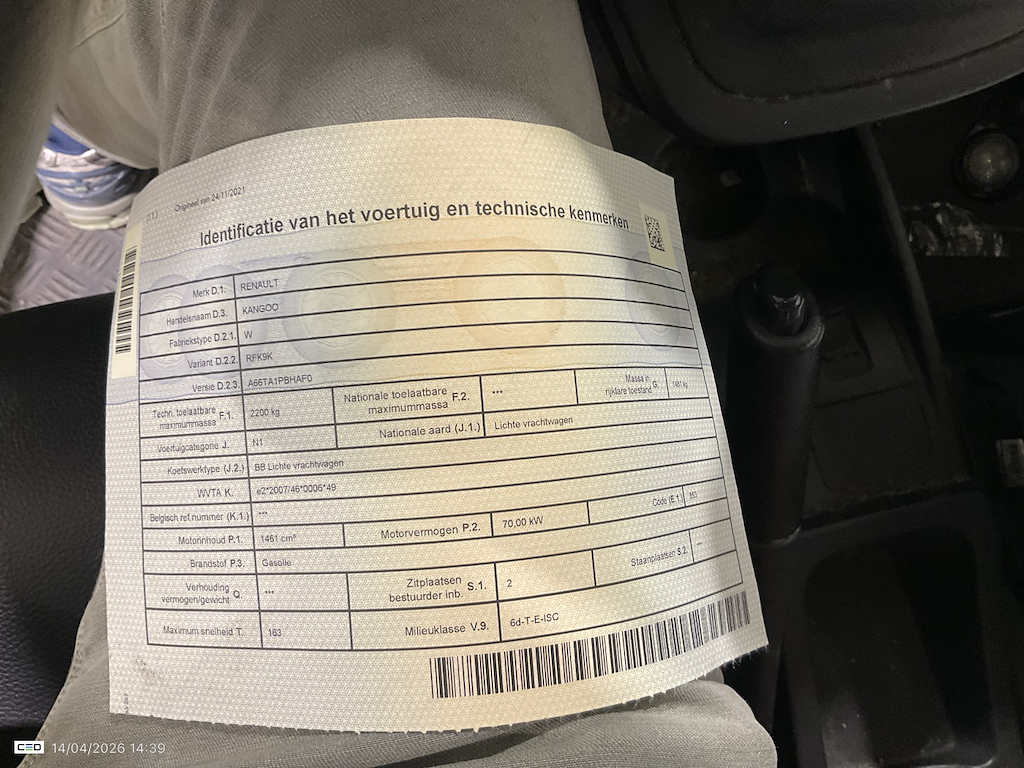 Origineel van 24/11/2021
Identificatie van het voertuig en technische kenmerken
Merk D.1. RENAULT
Handelsnaam D.3. KANGOO
Fabriekstype D.2.1. W
Variant D.2.2. RFK9K
Versie D.2.3. A66TA1PBHAF0
Techn. toelaatbare maximummassa F.1. 2200 kg Nationale toelaatbare maximummassa F.2. *** Massa in rijklare toestand G.
Voertuigcategorie J. N1 Nationale aard (J.1.) Lichte vrachtwagen
Koetswerktype (J.2.) BB Lichte vrachtwagen
WVTA K. e2*2007/46*0006*49
Belgisch ref.nummer (K.1.) ***
Motorinhoud P.1. 1461 cm³ Motorvermogen P.2. 70,00 kW Code (E.1.)
Brandstof P.3. Gasolie
Verhouding vermogen/gewicht Q. *** Zitplaatsen bestuurder inb. S.1. 2 Staanplaatsen S.2. ***
Maximum snelheid T. 163 Milieuklasse V.9. 6d-T-E-ISC
CEO 14/04/2026 14:39